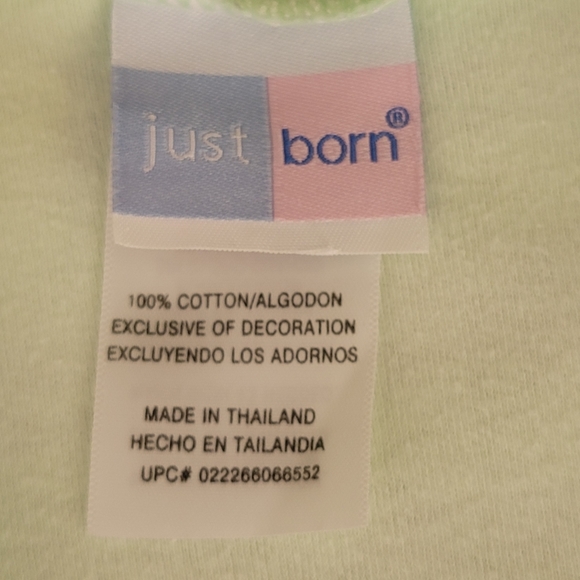 just born®
100% COTTON/ALGODON
EXCLUSIVE OF DECORATION
EXCLUYENDO LOS ADORNOS
MADE IN THAILAND
HECHO EN TAILANDIA
UPC# 022266066552